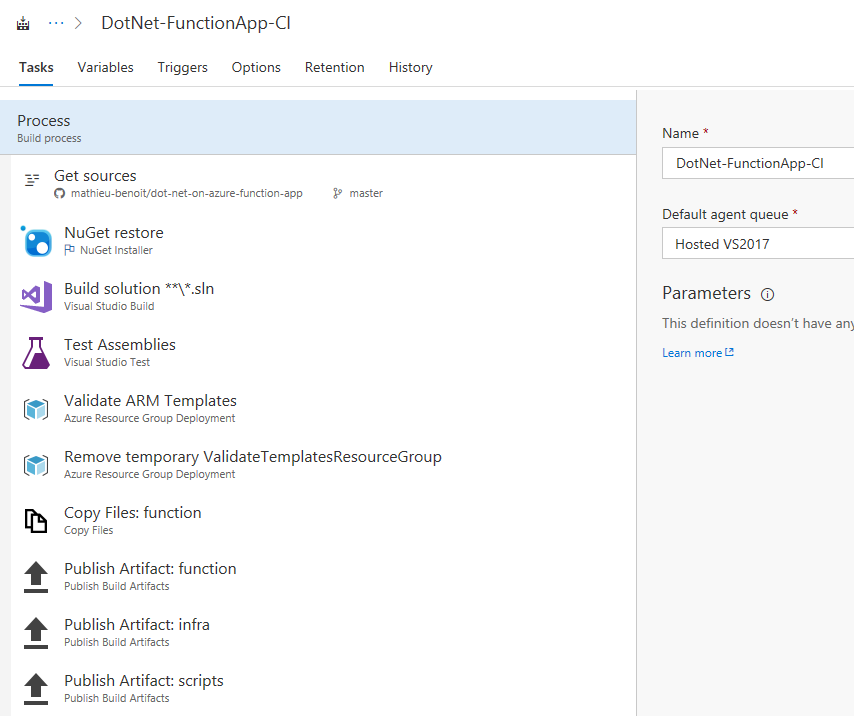 ··· > DotNet-FunctionApp-CI
Tasks Variables Triggers Options Retention History
Process
Build process
Get sources
mathieu-benoit/dot-net-on-azure-function-app master
NuGet restore
NuGet Installer
Build solution **\*.sln
Visual Studio Build
Test Assemblies
Visual Studio Test
Validate ARM Templates
Azure Resource Group Deployment
Remove temporary ValidateTemplatesResourceGroup
Azure Resource Group Deployment
Copy Files: function
Copy Files
Publish Artifact: function
Publish Build Artifacts
Publish Artifact: infra
Publish Build Artifacts
Publish Artifact: scripts
Publish Build Artifacts
Name *
DotNet-FunctionApp-CI
Default agent queue *
Hosted VS2017
Parameters
This definition doesn't have any
Learn more